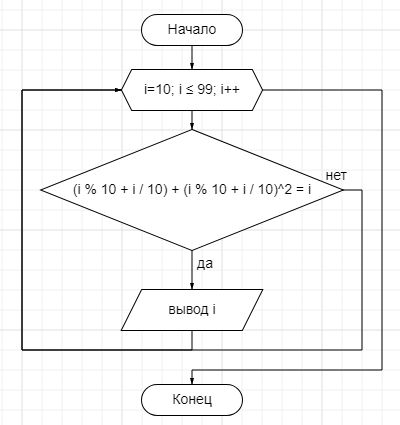 Начало
i=10; i ≤ 99; i++
(i % 10 + i / 10) + (i % 10 + i / 10)^2 = i
нет
да
вывод i
Конец